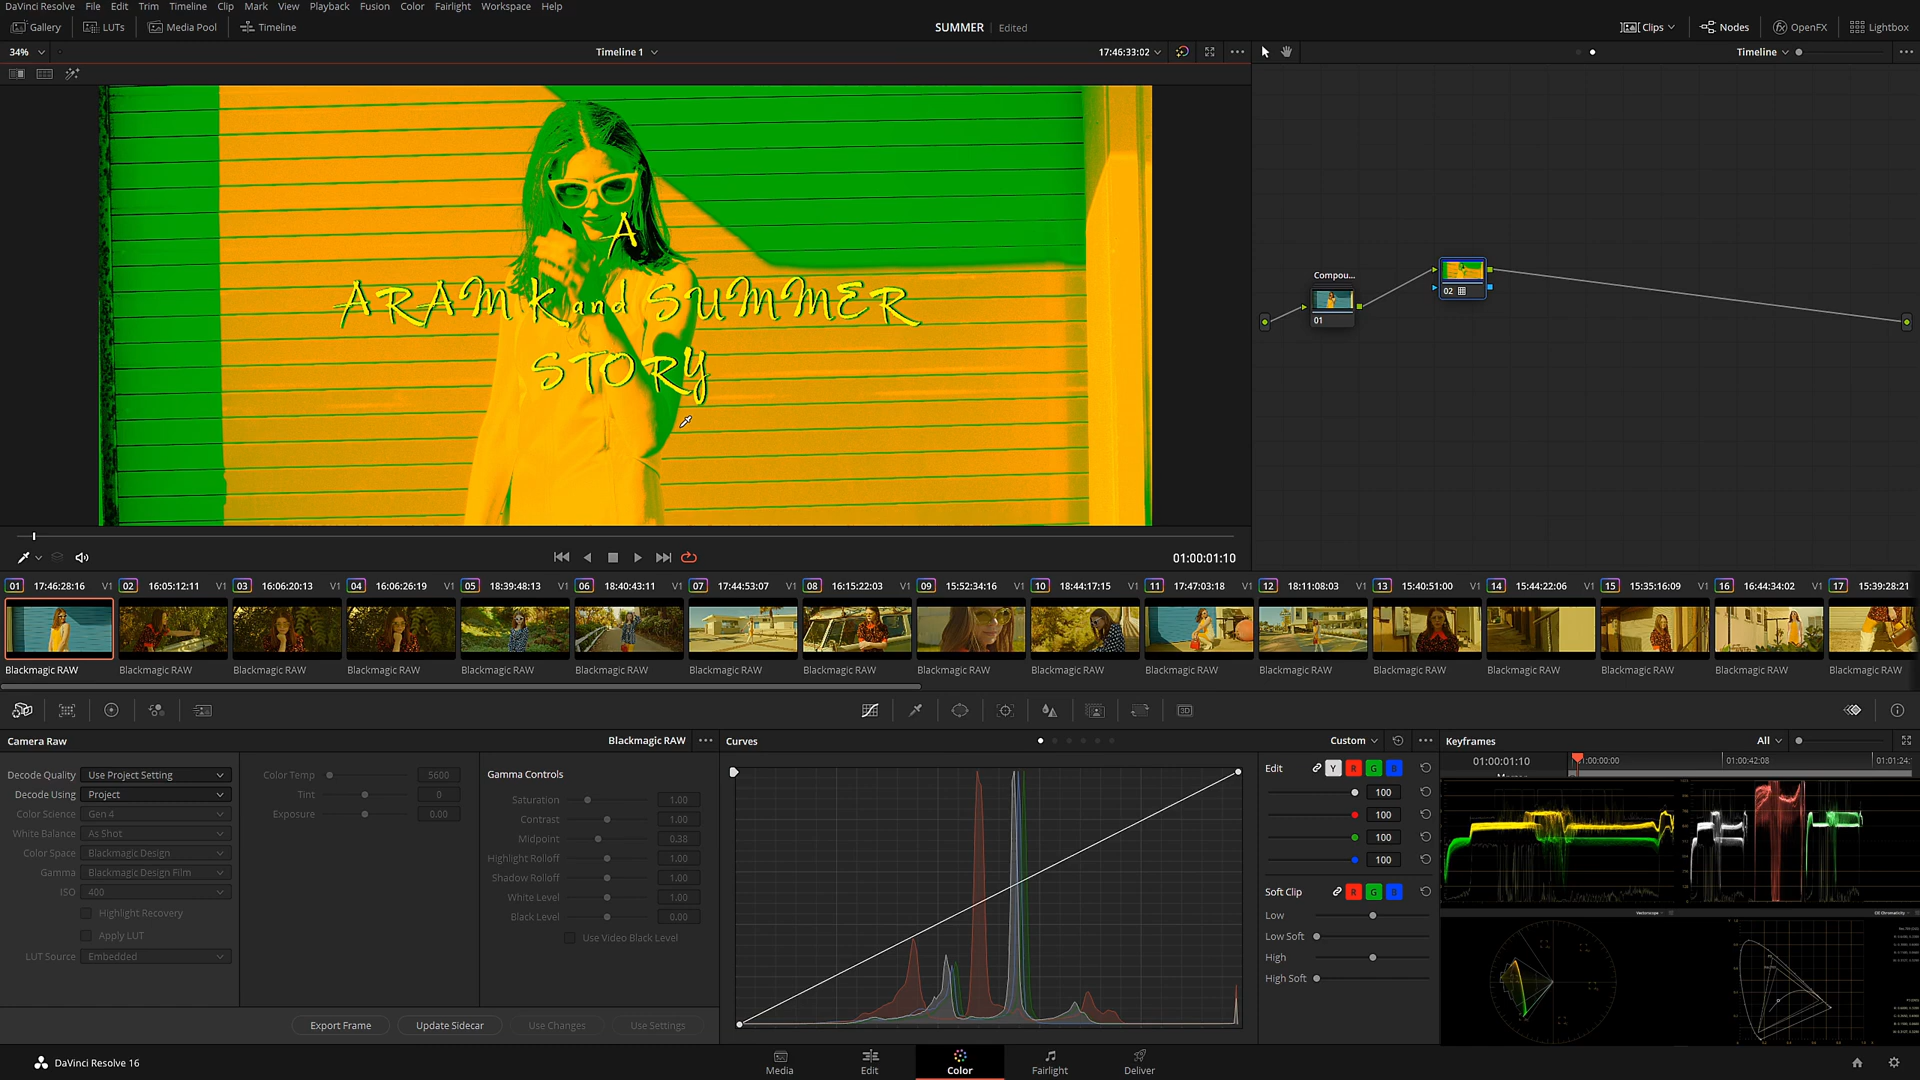 DaVinci Resolve File Edit Trim Timeline Clip Mark View Playback Fusion Color Fairlight Workspace Help
Gallery LUTs Media Pool Timeline SUMMER Edited Clips Nodes OpenFX Lightbox
34% Timeline 1 17:46:33:02 Timeline
A
ARAM K and SUMMER
STORY
Compou...
01
02
01:00:01:10
01 17:46:28:16 V1 02 16:05:12:11 V1 03 16:06:20:13 V1 04 16:06:26:19 V1 05 18:39:48:13 V1 06 18:40:43:11 V1 07 17:44:53:07 V1 08 16:15:22:03 V1 09 15:52:34:16 V1 10 18:44:17:15 V1 11 17:47:03:18 V1 12 18:11:08:03 V1 13 15:40:51:00 V1 14 15:44:22:06 V1 15 15:35:16:09 V1 16 16:44:34:02 V1 17 15:39:28:21
Blackmagic RAW Blackmagic RAW Blackmagic RAW Blackmagic RAW Blackmagic RAW Blackmagic RAW Blackmagic RAW Blackmagic RAW Blackmagic RAW Blackmagic RAW Blackmagic RAW Blackmagic RAW Blackmagic RAW Blackmagic RAW Blackmagic RAW Blackmagic RAW Blackmagic RAW
3D
Camera Raw Blackmagic RAW
Decode Quality Use Project Setting
Decode Using Project
Color Science Gen 4
White Balance As Shot
Color Space Blackmagic Design
Gamma Blackmagic Design Film
ISO 400
Highlight Recovery
Apply LUT
LUT Source Embedded
Color Temp 5600
Tint 0
Exposure 0.00
Gamma Controls
Saturation 1.00
Contrast 1.00
Midpoint 0.38
Highlight Rolloff 1.00
Shadow Rolloff 1.00
White Level 1.00
Black Level 0.00
Use Video Black Level
Export Frame Update Sidecar Use Changes Use Settings
Curves Custom
Edit Y R G B
100
100
100
100
Soft Clip R G B
Low
Low Soft
High
High Soft
Keyframes All
01:00:01:10 :00:00:00 00:00:42:08 00:01:24:
Vectorscope
CIE Chromaticity
DaVinci Resolve 16 Media Edit Color Fairlight Deliver